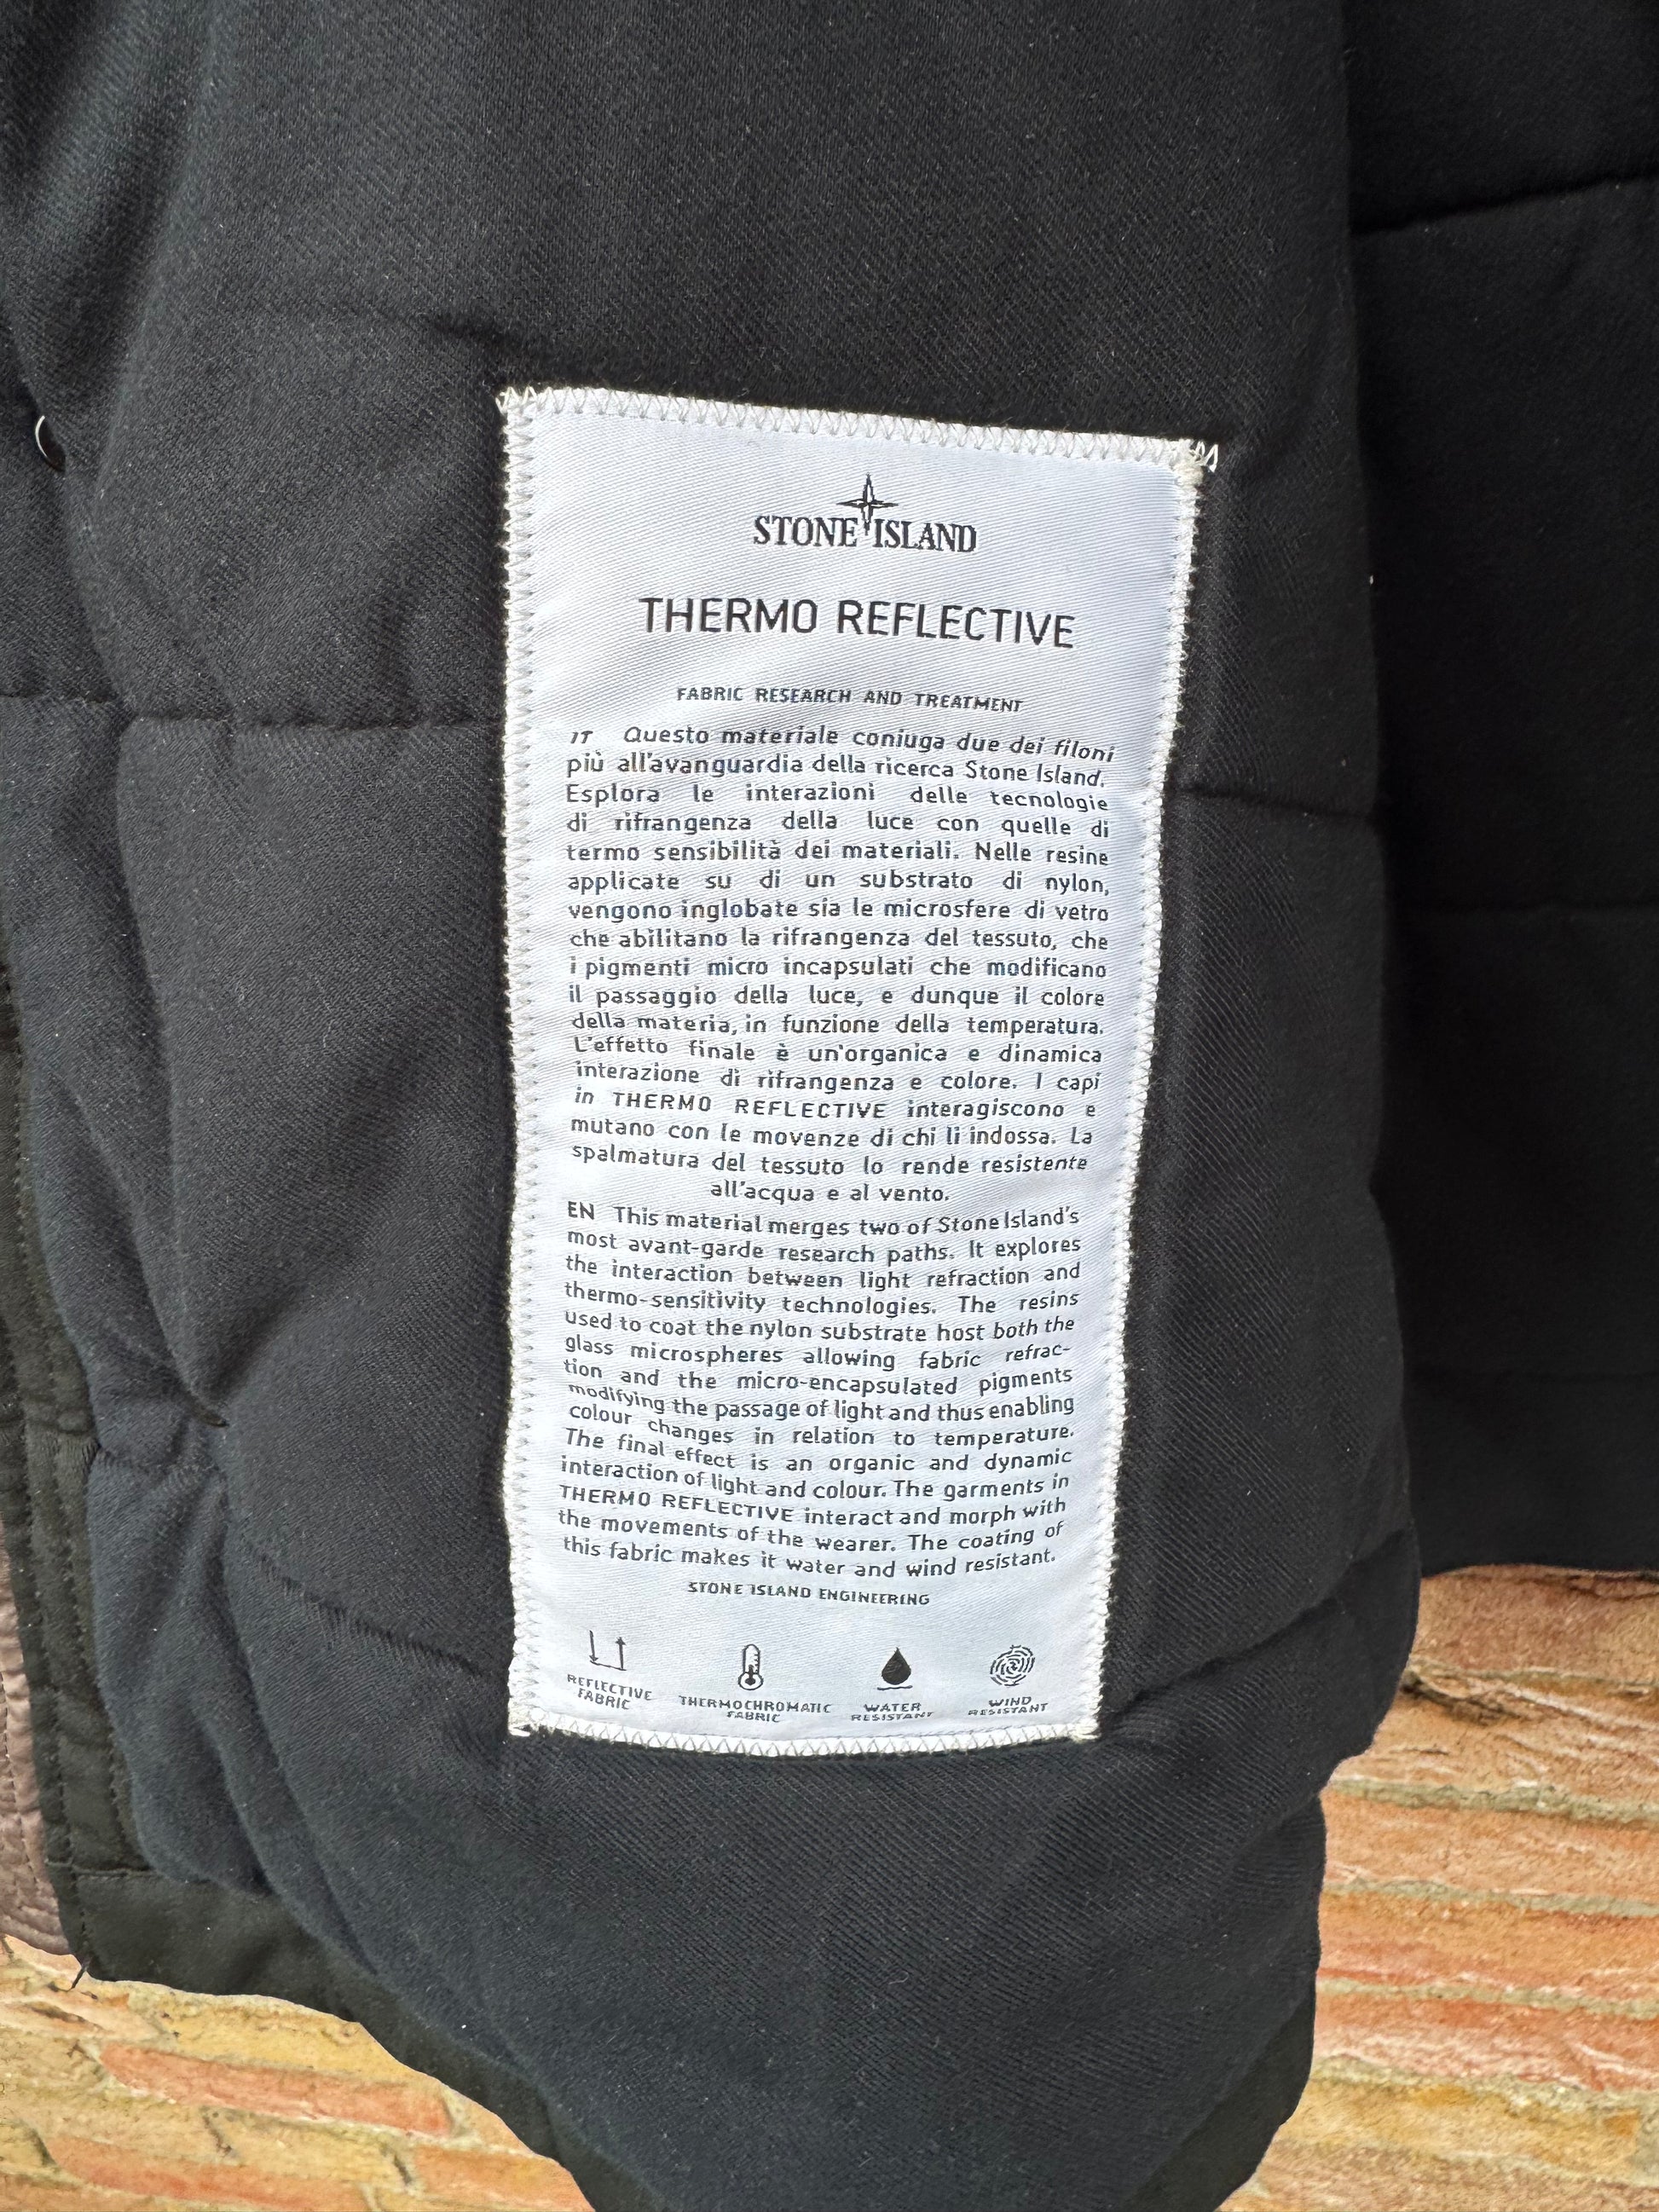 STONE ISLAND
THERMO REFLECTIVE
FABRIC RESEARCH AND TREATMENT
IT Questo materiale coniuga due dei filoni
più all'avanguardia della ricerca Stone Island.
Esplora le interazioni delle tecnologie
di rifrangenza della luce con quelle di
termo sensibilità dei materiali. Nelle resine
applicate su di un substrato di nylon,
vengono inglobate sia le microsfere di vetro
che abilitano la rifrangenza del tessuto, che
i pigmenti micro incapsulati che modificano
il passaggio della luce, e dunque il colore
della materia, in funzione della temperatura.
L'effetto finale è un'organica e dinamica
interazione di rifrangenza e colore. I capi
in THERMO REFLECTIVE interagiscono e
mutano con le movenze di chi li indossa. La
spalmatura del tessuto lo rende resistente
all'acqua e al vento.
EN This material merges two of Stone Island's
most avant-garde research paths. It explores
the interaction between light refraction and
thermo-sensitivity technologies. The resins
used to coat the nylon substrate host both the
glass microspheres allowing fabric refrac-
tion and the micro-encapsulated pigments
modifying the passage of light and thus enabling
colour changes in relation to temperature.
The final effect is an organic and dynamic
interaction of light and colour. The garments in
THERMO REFLECTIVE interact and morph with
the movements of the wearer. The coating of
this fabric makes it water and wind resistant.
STONE ISLAND ENGINEERING
REFLECTIVE
FABRIC
THERMOCHROMATIC
FABRIC
WATER
RESISTANT
WIND
RESISTANT